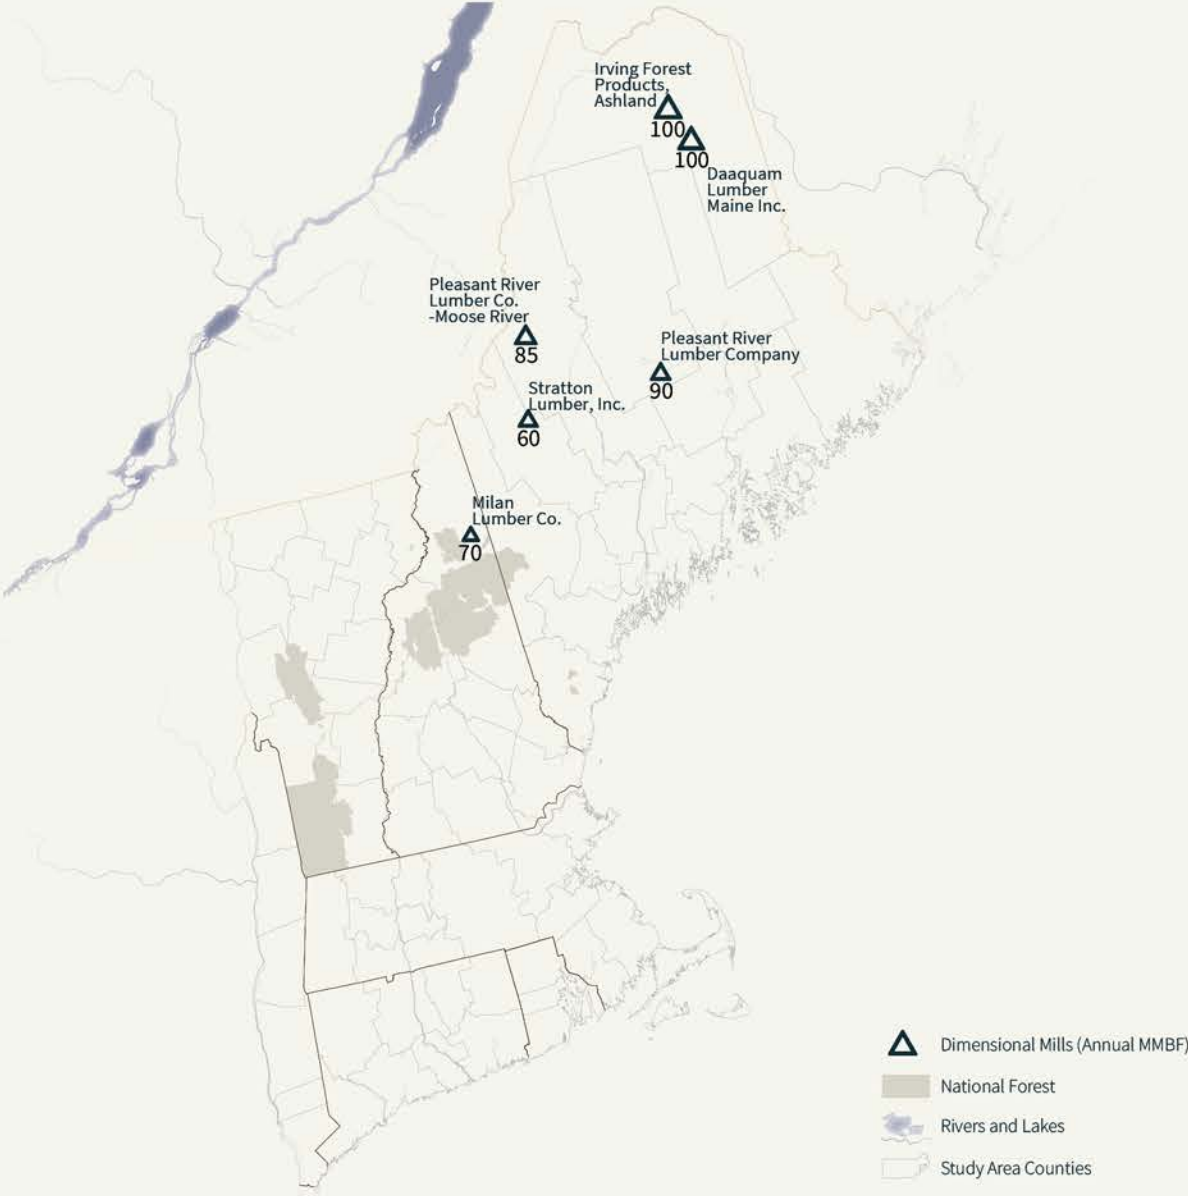 Irving Forest
Products,
Ashland
100
100
Daaquam
Lumber
Maine Inc.
Pleasant River
Lumber Co.
-Moose River
85
Pleasant River
Lumber Company
90
Stratton
Lumber, Inc.
60
Milan
Lumber Co.
70
Dimensional Mills (Annual MMBF)
National Forest
Rivers and Lakes
Study Area Counties